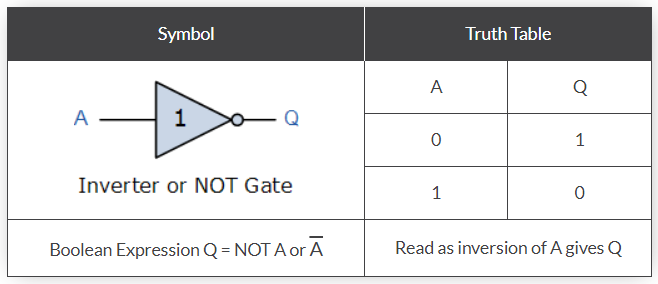 Symbol
Truth Table
A
1
Q
Inverter or NOT Gate
A Q
0 1
1 0
Boolean Expression Q = NOT A or A̅
Read as inversion of A gives Q